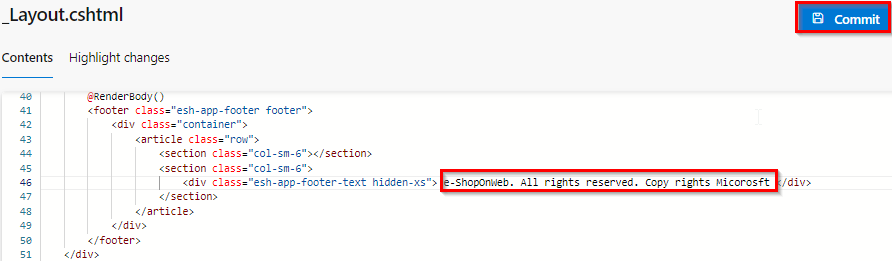 _Layout.cshtml
Commit
Contents Highlight changes
40 @RenderBody()
41 <footer class="esh-app-footer footer">
42 <div class="container">
43 <article class="row">
44 <section class="col-sm-6"></section>
45 <section class="col-sm-6">
46 <div class="esh-app-footer-text hidden-xs"> e-ShopOnWeb. All rights reserved. Copy rights Micorosft </div>
47 </section>
48 </article>
49 </div>
50 </footer>
51 </div>